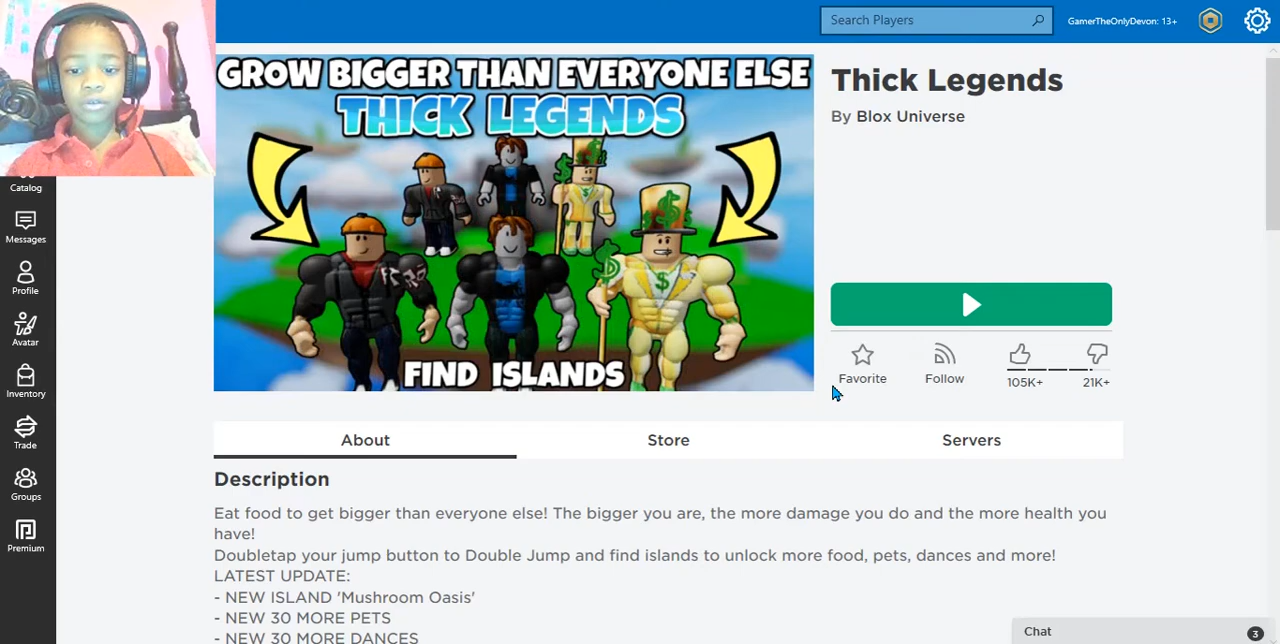 Search Players
GamerTheOnlyDevon: 13+
Catalog
Messages
Profile
Avatar
Inventory
Trade
Groups
Premium
GROW BIGGER THAN EVERYONE ELSE
THICK LEGENDS
FIND ISLANDS
Thick Legends
By Blox Universe
Favorite
Follow
105K+
21K+
About
Store
Servers
Description
Eat food to get bigger than everyone else! The bigger you are, the more damage you do and the more health you
have!
Doubletap your jump button to Double Jump and find islands to unlock more food, pets, dances and more!
LATEST UPDATE:
- NEW ISLAND 'Mushroom Oasis'
- NEW 30 MORE PETS
- NEW 30 MORE DANCES
Chat
3